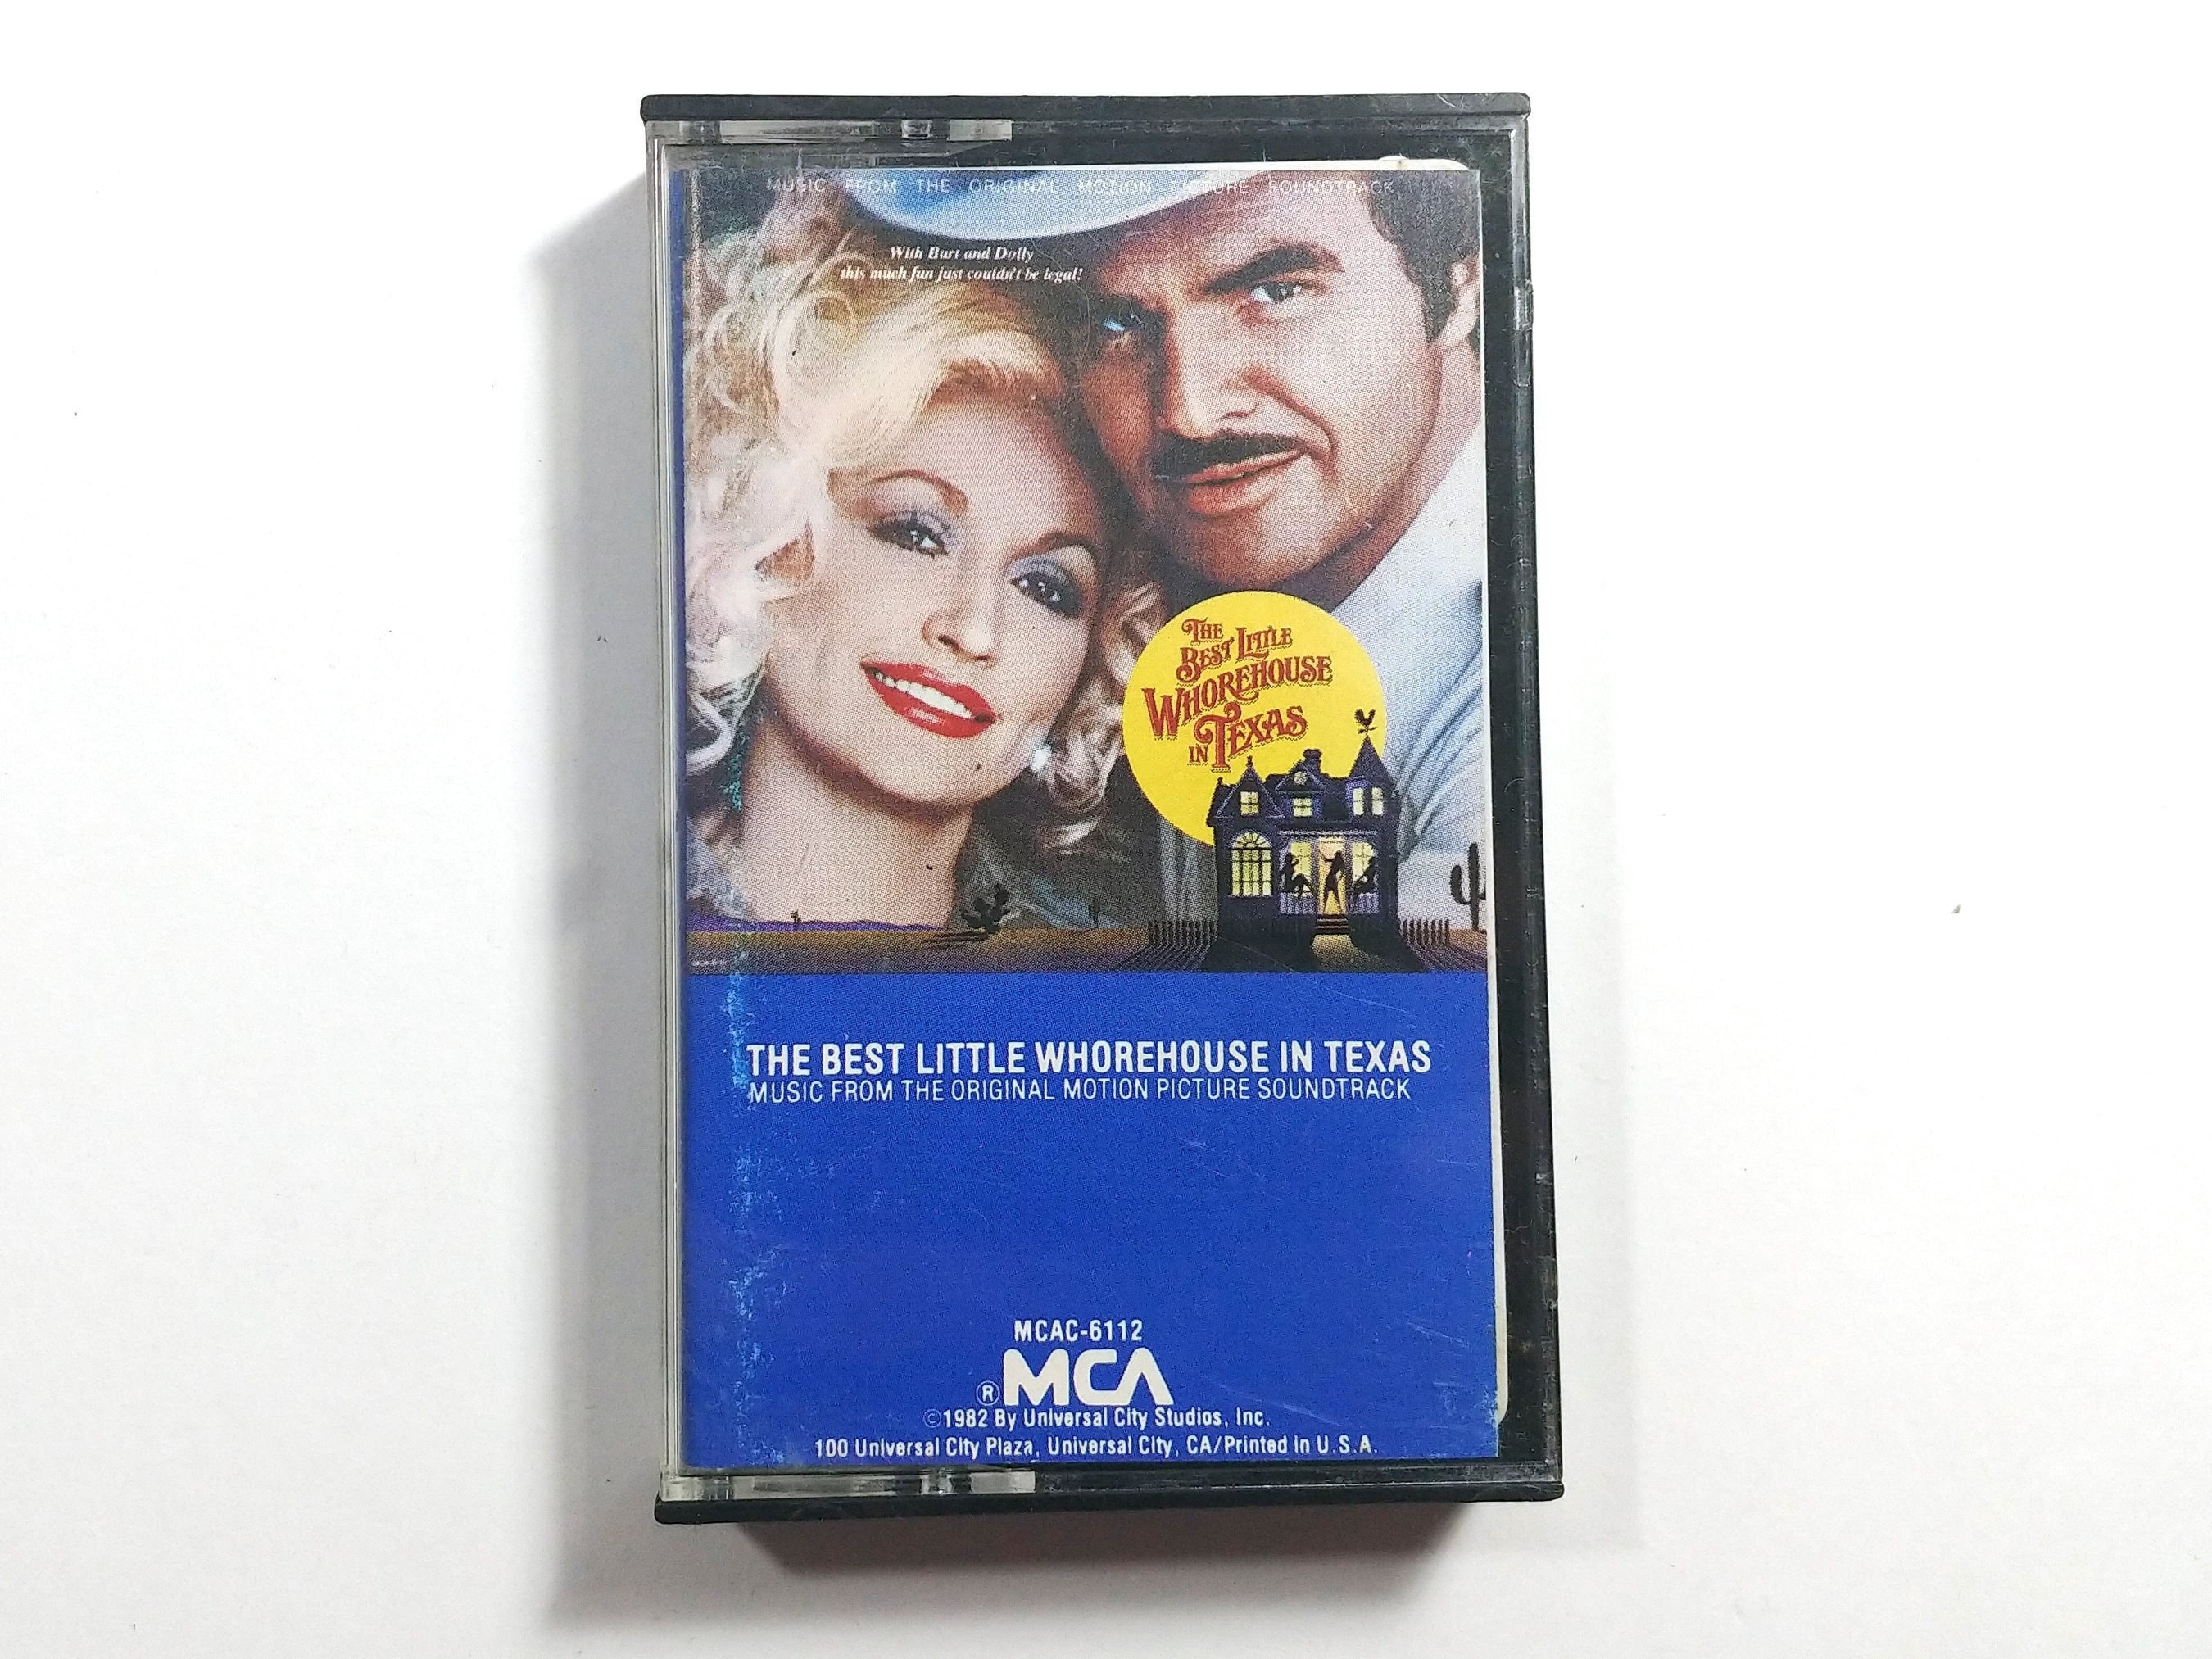 MUSIC FROM THE ORIGINAL MOTION PICTURE SOUNDTRACK
With Burt and Dolly
this much fun just couldn't be legal!
THE
BEST LITTLE
WHOREHOUSE
IN TEXAS
THE BEST LITTLE WHOREHOUSE IN TEXAS
MUSIC FROM THE ORIGINAL MOTION PICTURE SOUNDTRACK
MCAC-6112
®MCA
©1982 By Universal City Studios, Inc.
100 Universal City Plaza, Universal City, CA/Printed in U.S.A.